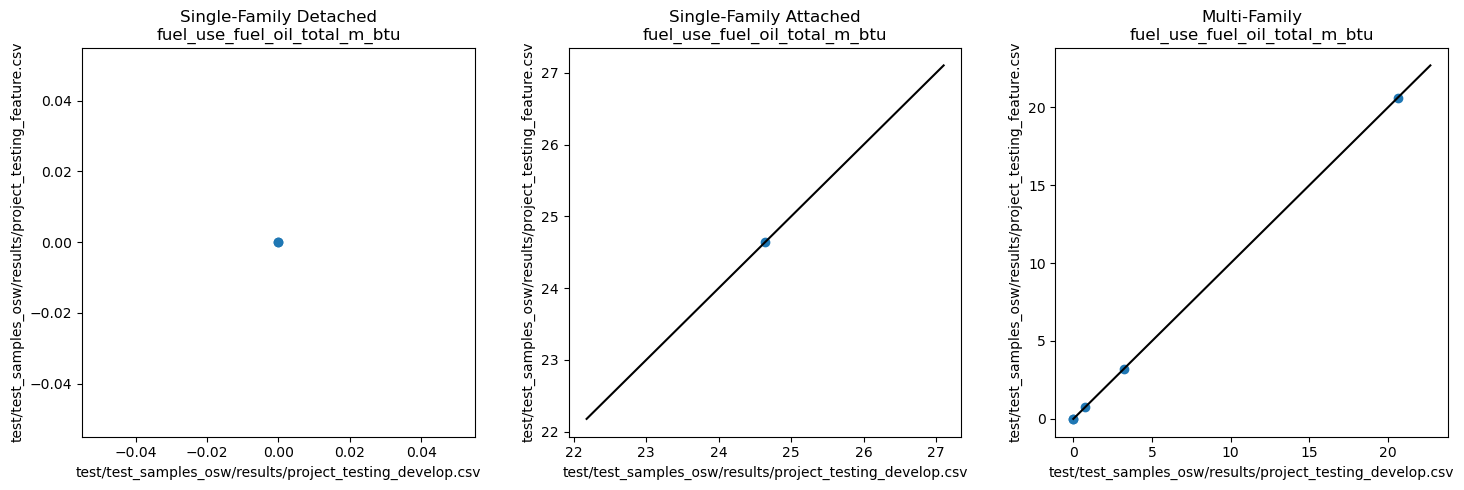 Single-Family Detached
fuel_use_fuel_oil_total_m_btu
test/test_samples_osw/results/project_testing_feature.csv
0.04
0.02
0.00
−0.02
−0.04
−0.04
−0.02
0.00
0.02
0.04
test/test_samples_osw/results/project_testing_develop.csv
Single-Family Attached
fuel_use_fuel_oil_total_m_btu
test/test_samples_osw/results/project_testing_feature.csv
27
26
25
24
23
22
22
23
24
25
26
27
test/test_samples_osw/results/project_testing_develop.csv
Multi-Family
fuel_use_fuel_oil_total_m_btu
test/test_samples_osw/results/project_testing_feature.csv
20
15
10
5
0
0
5
10
15
20
test/test_samples_osw/results/project_testing_develop.csv